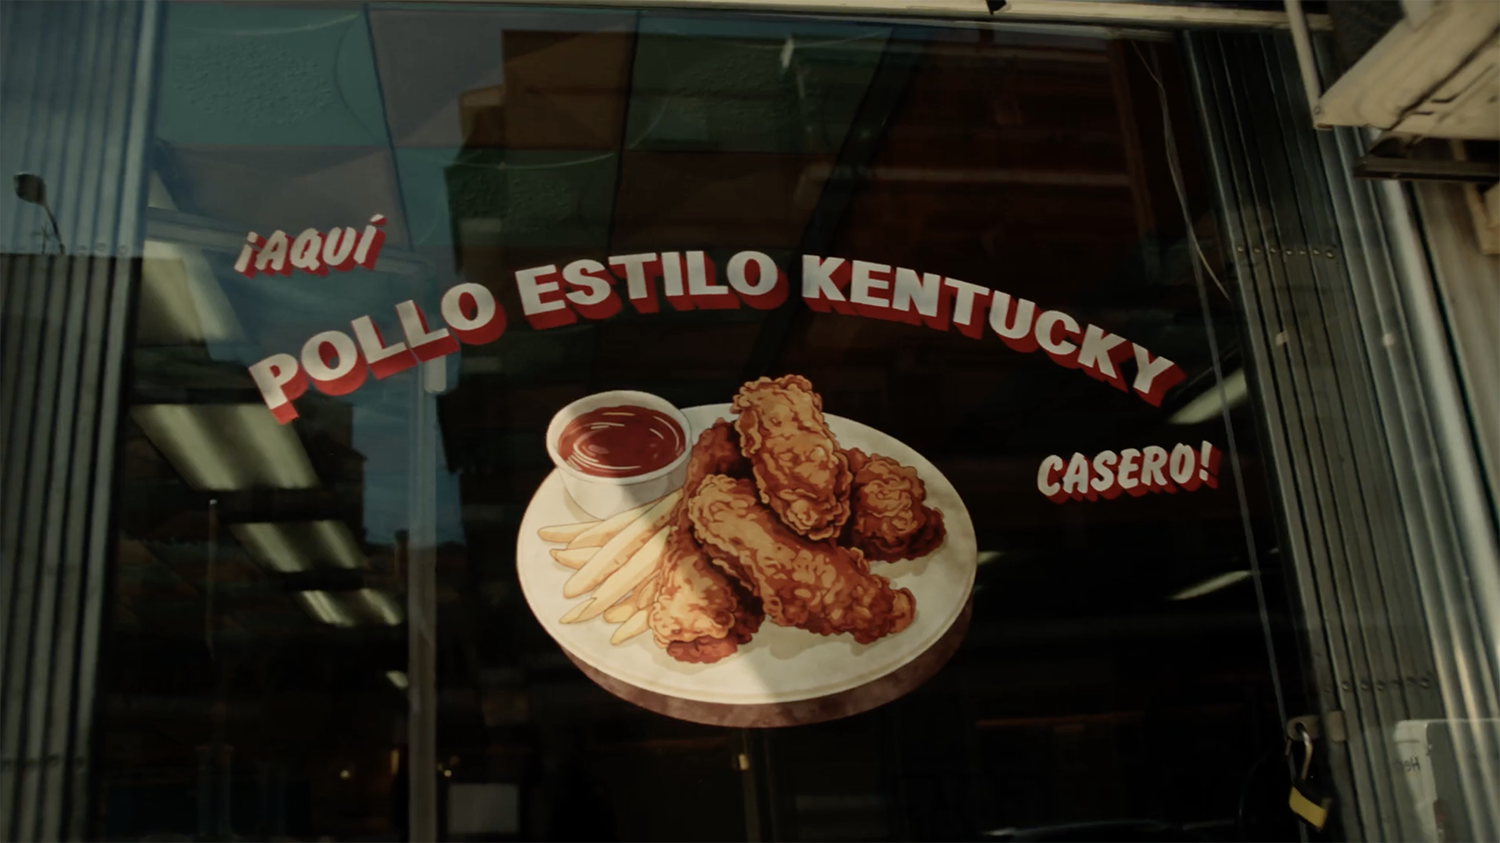 ¡AQUÍ
POLLO ESTILO KENTUCKY
CASERO!